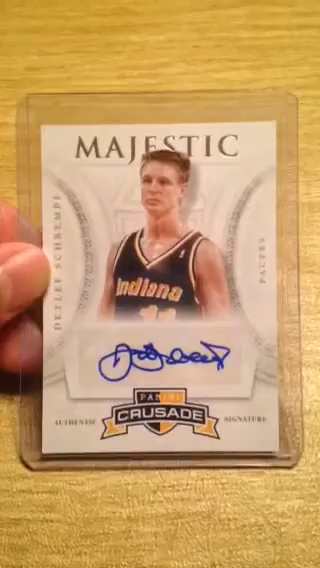 MAJESTIC
DETLEF SCHREMPF
PACERS
Indiana
AUTHENTIC
PANINI
CRUSADE
SIGNATURE